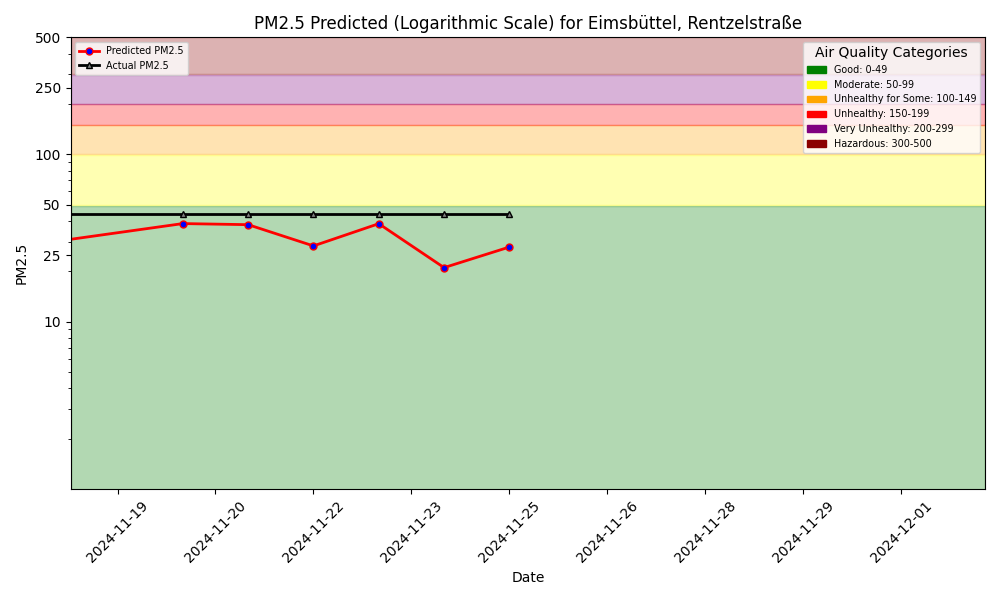 PM2.5 Predicted (Logarithmic Scale) for Eimsbüttel, Rentzelstraße
Predicted PM2.5
Actual PM2.5
Air Quality Categories
Good: 0-49
Moderate: 50-99
Unhealthy for Some: 100-149
Unhealthy: 150-199
Very Unhealthy: 200-299
Hazardous: 300-500
500
250
100
50
25
10
PM2.5
2024-11-19
2024-11-20
2024-11-22
2024-11-23
2024-11-25
2024-11-26
2024-11-28
2024-11-29
2024-12-01
Date